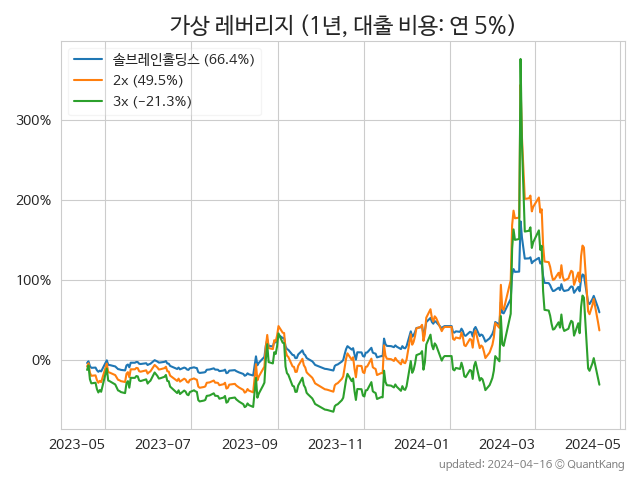 가상 레버리지 (1년, 대출 비용: 연 5%)
솔브레인홀딩스 (66.4%)
2x (49.5%)
3x (-21.3%)
300%
200%
100%
0%
2023-05 2023-07 2023-09 2023-11 2024-01 2024-03 2024-05
updated: 2024-04-16 © QuantKang